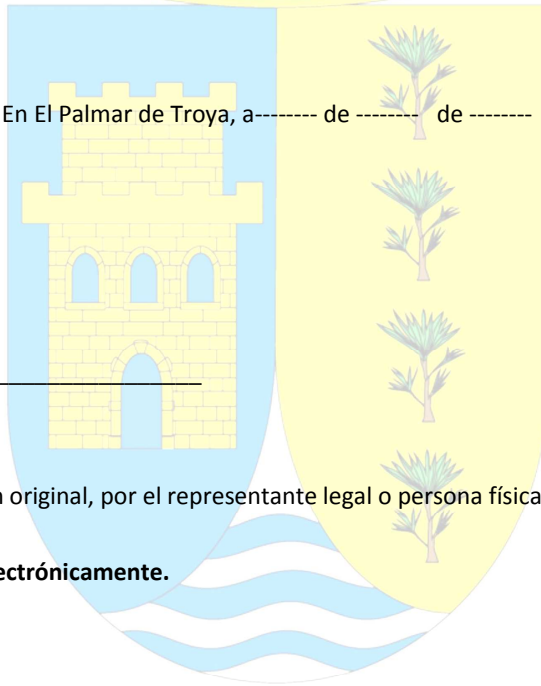 En El Palmar de Troya, a-------- de -------- de --------
original, por el representante legal o persona física
ectrónicamente.